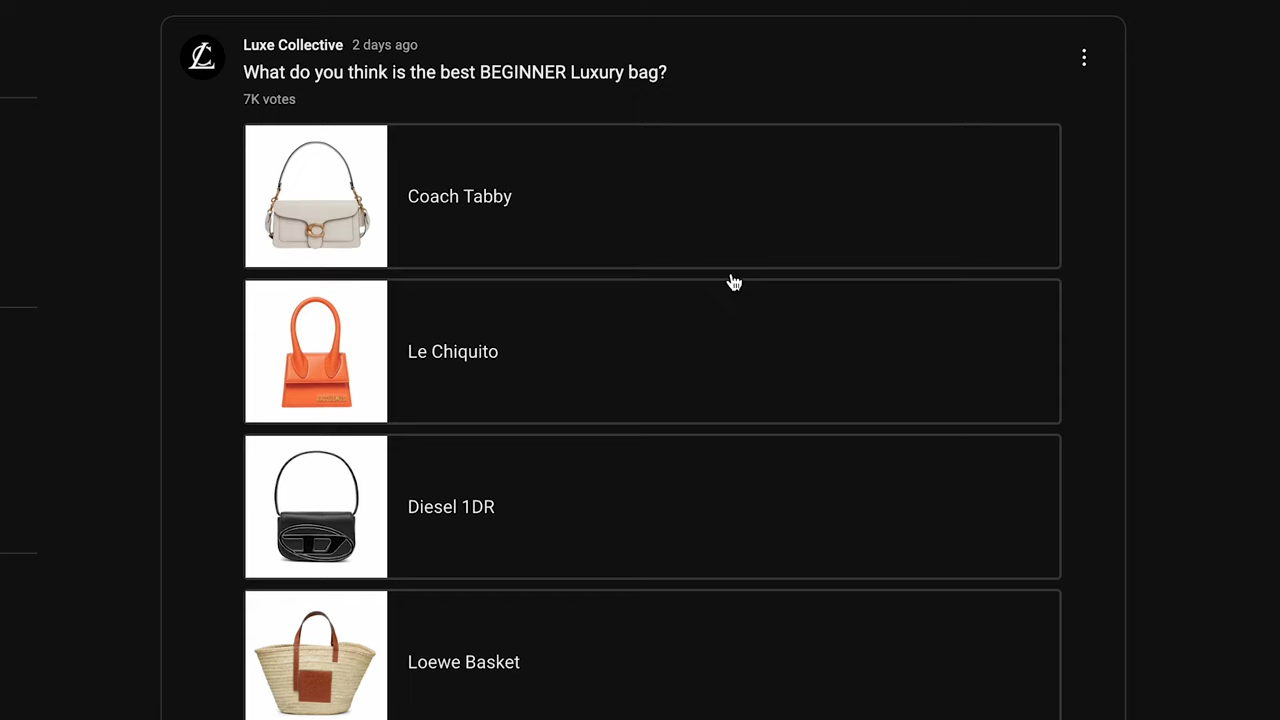 Luxe Collective 2 days ago
What do you think is the best BEGINNER Luxury bag?
7K votes
Coach Tabby
Le Chiquito
Diesel 1DR
Loewe Basket